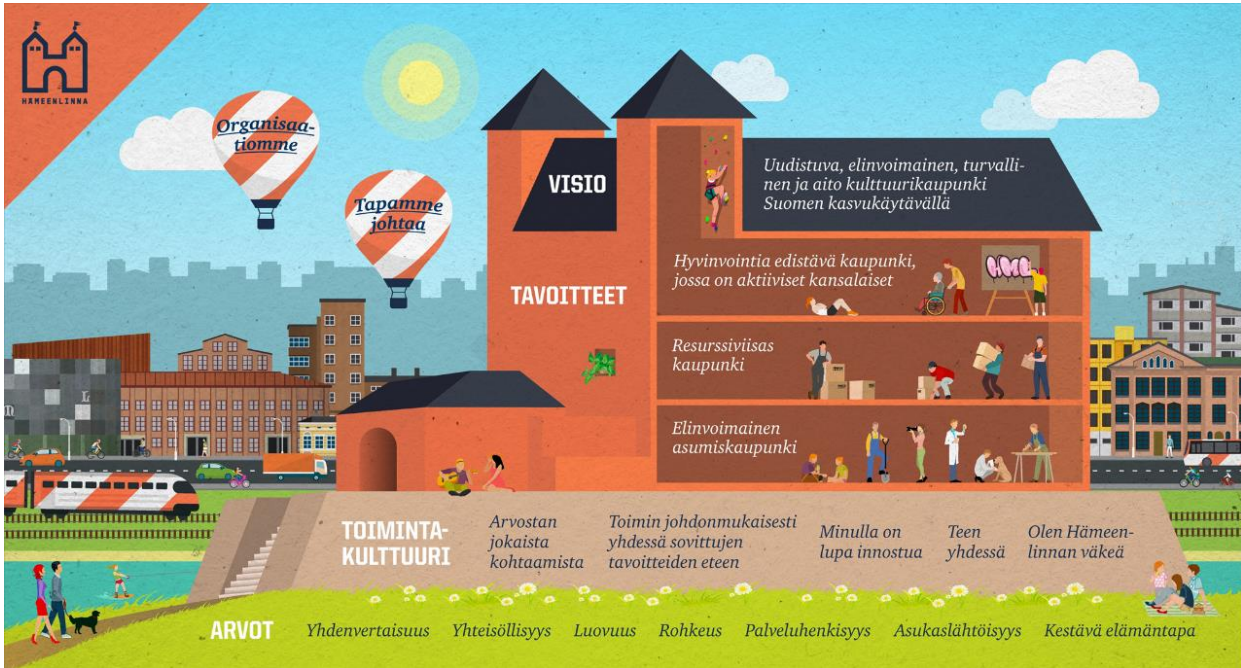 HÄMEENLINNA
Organisaa-
tiomme
Tapamme
johtaa
VISIO
Uudistuva, elinvoimainen, turvalli-
nen ja aito kulttuurikaupunki
Suomen kasvukäytävällä
TAVOITTEET
Hyvinvointia edistävä kaupunki,
jossa on aktiiviset kansalaiset
HML
Resurssiviisas
kaupunki
Elinvoimainen
asumiskaupunki
TOIMINTA-
KULTTUURI
Arvostan
jokaista
kohtaamista
Toimin johdonmukaisesti
yhdessä sovittujen
tavoitteiden eteen
Minulla on
lupa innostua
Teen
yhdessä
Olen Hämeen-
linnan väkeä
ARVOT
Yhdenvertaisuus Yhteisöllisyys Luovuus Rohkeus Palveluhenkisyys Asukaslähtöisyys Kestävä elämäntapa